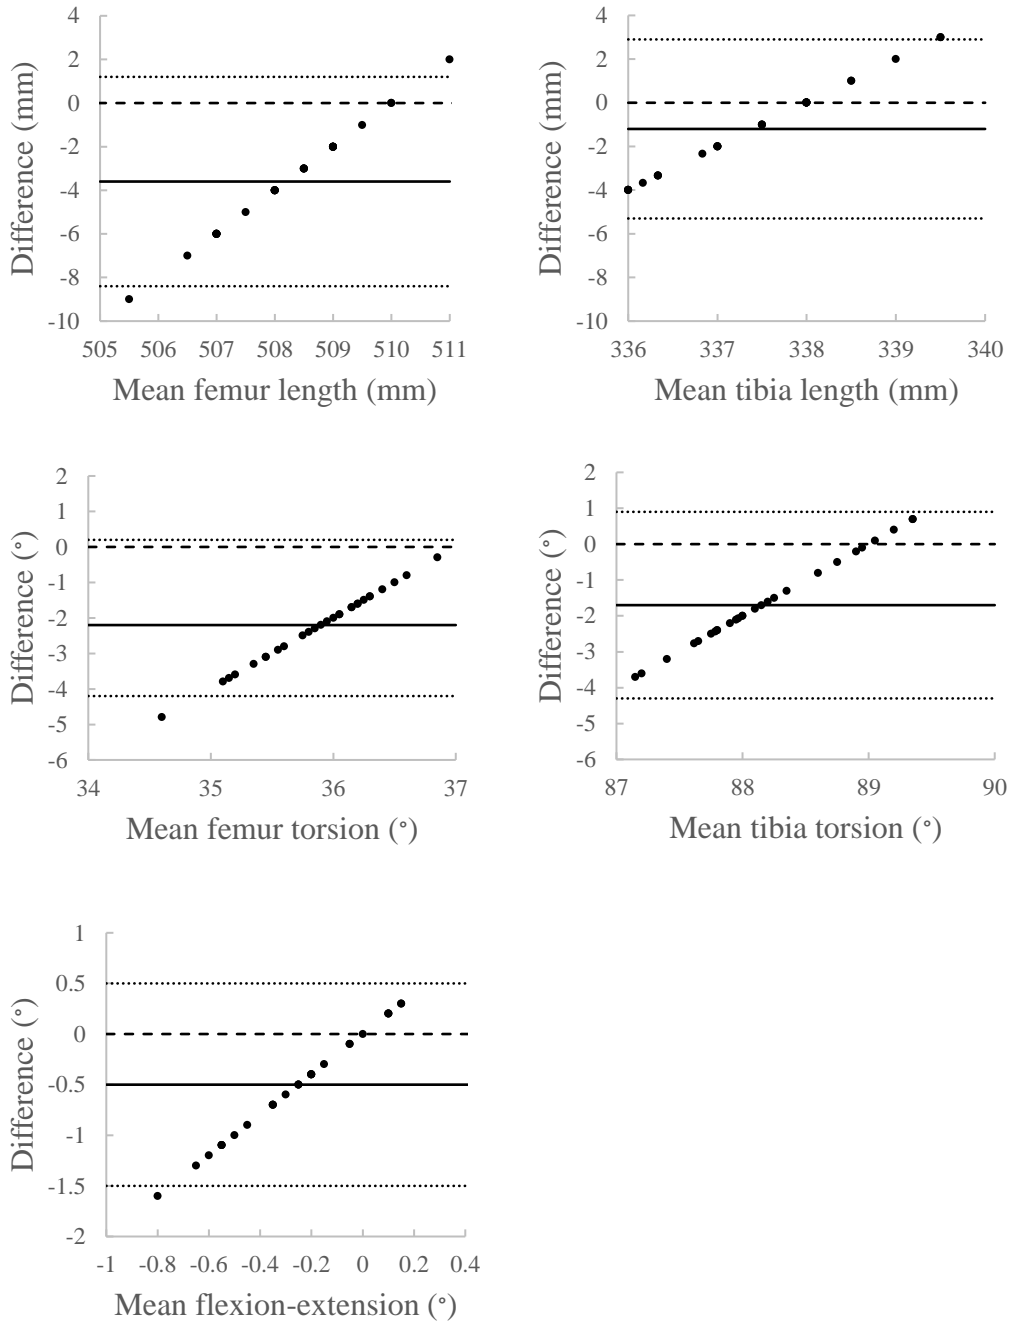 4
2
0
-2
-4
-6
-8
-10
Difference (mm)
505 506 507 508 509 510 511
Mean femur length (mm)
4
2
0
-2
-4
-6
-8
-10
Difference (mm)
336 337 338 339 340
Mean tibia length (mm)
2
1
0
-1
-2
-3
-4
-5
-6
Difference (°)
34 35 36 37
Mean femur torsion (°)
2
1
0
-1
-2
-3
-4
-5
-6
Difference (°)
87 88 89 90
Mean tibia torsion (°)
1
0.5
0
-0.5
-1
-1.5
-2
Difference (°)
-1 -0.8 -0.6 -0.4 -0.2 0 0.2 0.4
Mean flexion-extension (°)